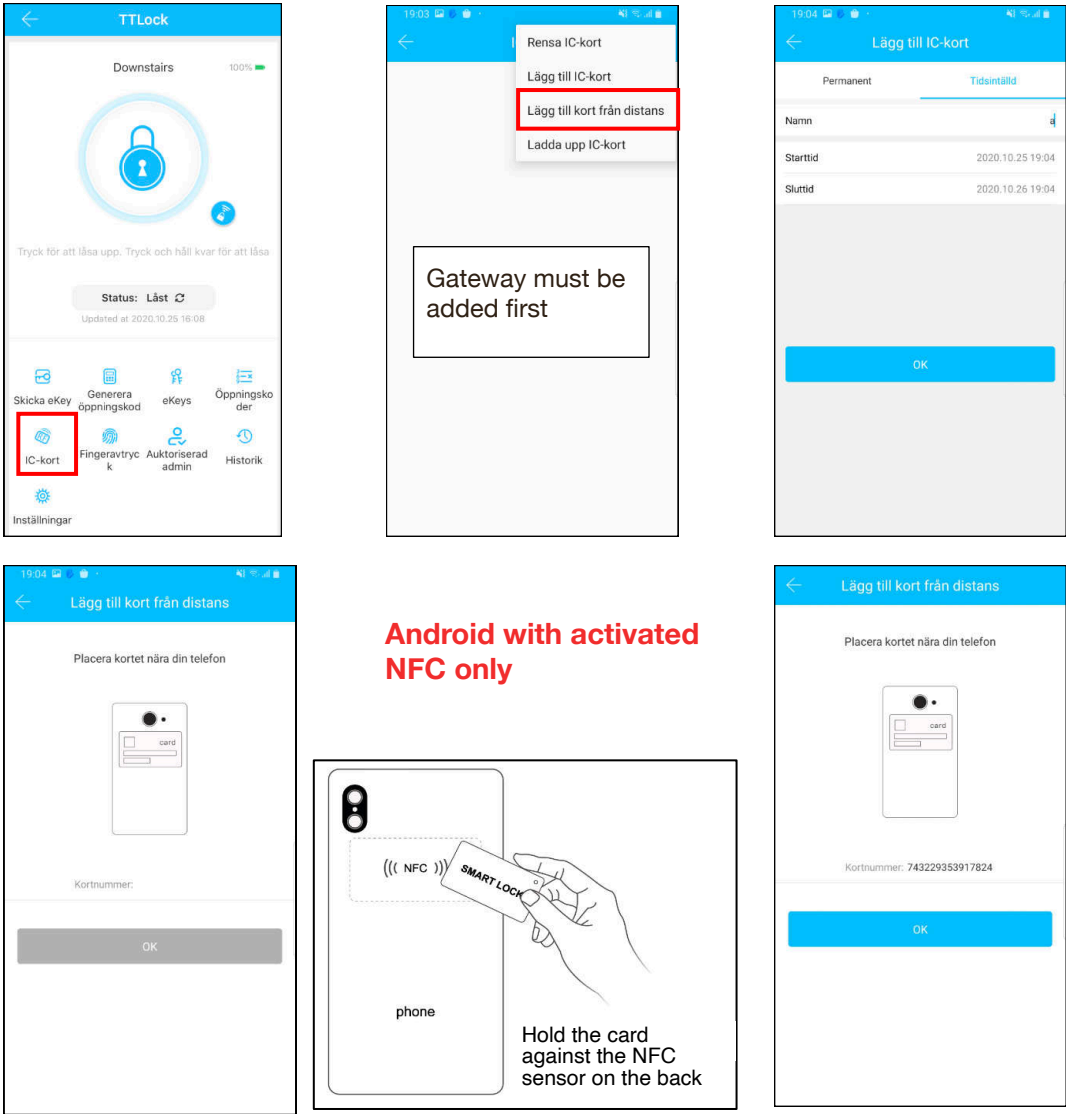 TTLock
Downstairs
100%
Tryck för att låsa upp. Tryck och håll kvar för att låsa
Status: Låst
Updated at 2020.10.25 16:08
Skicka eKey
Generera
öppningskod
eKeys
Öppningsko
der
IC-kort
Fingeravtryc
k
Auktoriserad
admin
Historik
Inställningar
19:03
Rensa IC-kort
Lägg till IC-kort
Lägg till kort från distans
Ladda upp IC-kort
Gateway must be
added first
19:04
Lägg till IC-kort
Permanent
Tidsinställd
Namn
a
Starttid
2020.10.25 19:04
Sluttid
2020.10.26 19:04
OK
19:04
Lägg till kort från distans
Placera kortet nära din telefon
card
Kortnummer:
OK
Android with activated
NFC only
((( NFC )))
SMART LOCK
phone
Hold the card
against the NFC
sensor on the back
Lägg till kort från distans
Placera kortet nära din telefon
card
Kortnummer: 743229353917824
OK